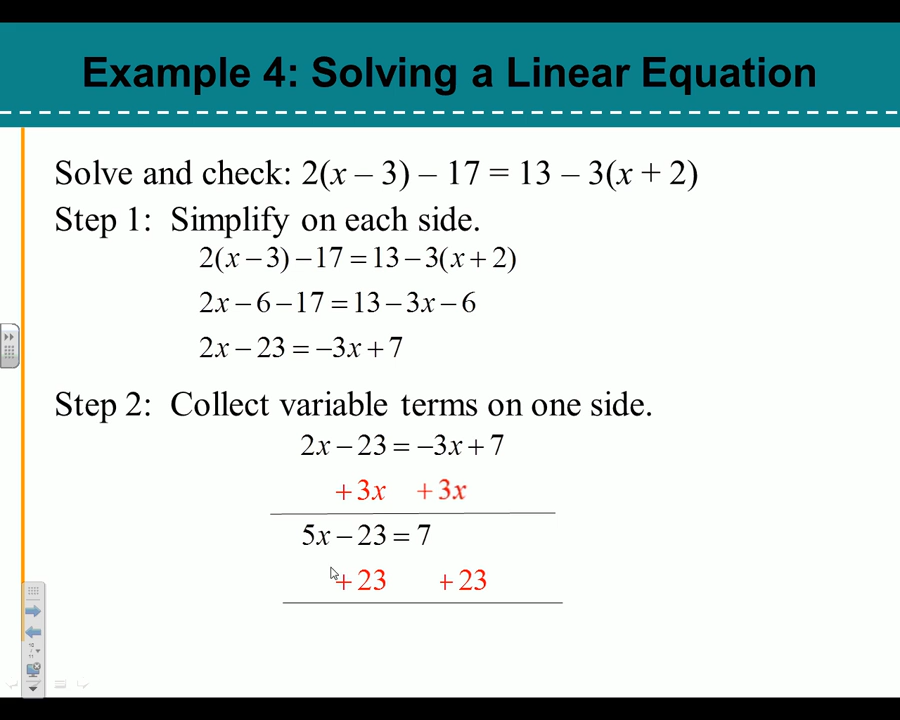 Example 4: Solving a Linear Equation
Solve and check: 2(x – 3) – 17 = 13 – 3(x + 2)
Step 1: Simplify on each side.
2(x − 3) − 17 = 13 − 3(x + 2)
2x − 6 − 17 = 13 − 3x − 6
2x − 23 = −3x + 7
Step 2: Collect variable terms on one side.
2x − 23 = −3x + 7
+3x +3x
5x − 23 = 7
+23 +23